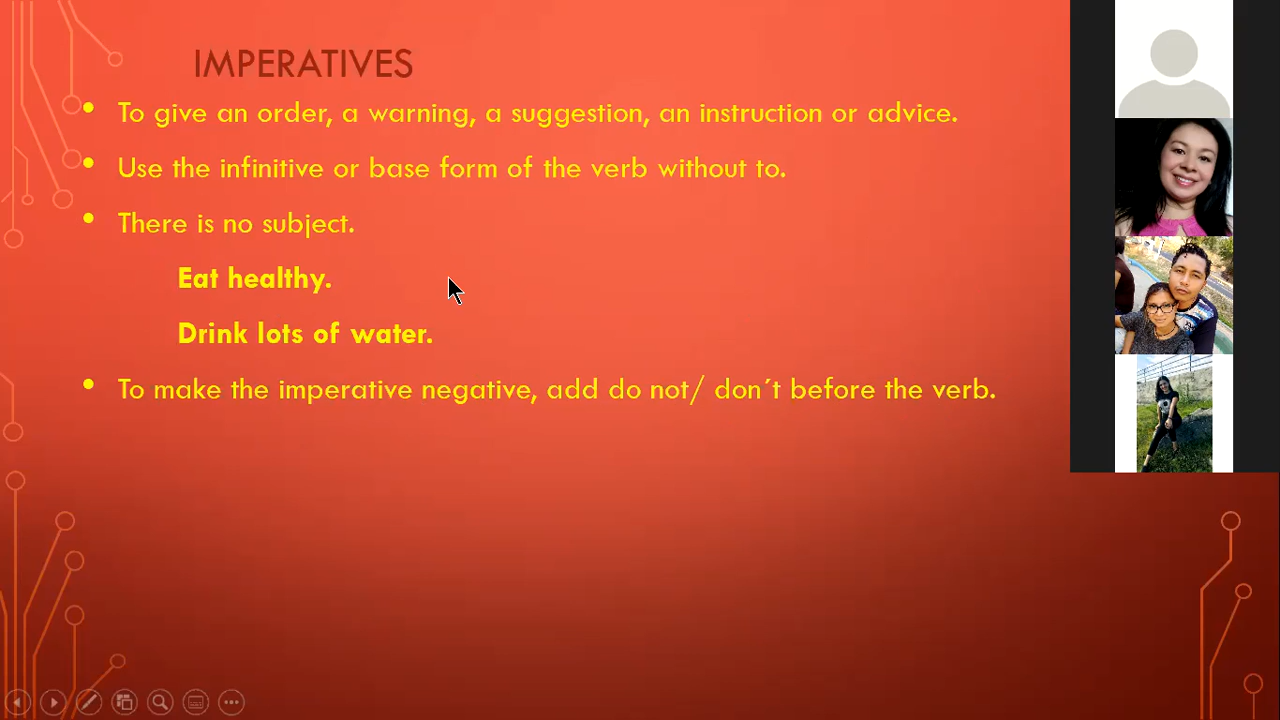 IMPERATIVES
• To give an order, a warning, a suggestion, an instruction or advice.
• Use the infinitive or base form of the verb without to.
• There is no subject.
Eat healthy.
Drink lots of water.
• To make the imperative negative, add do not/ don´t before the verb.